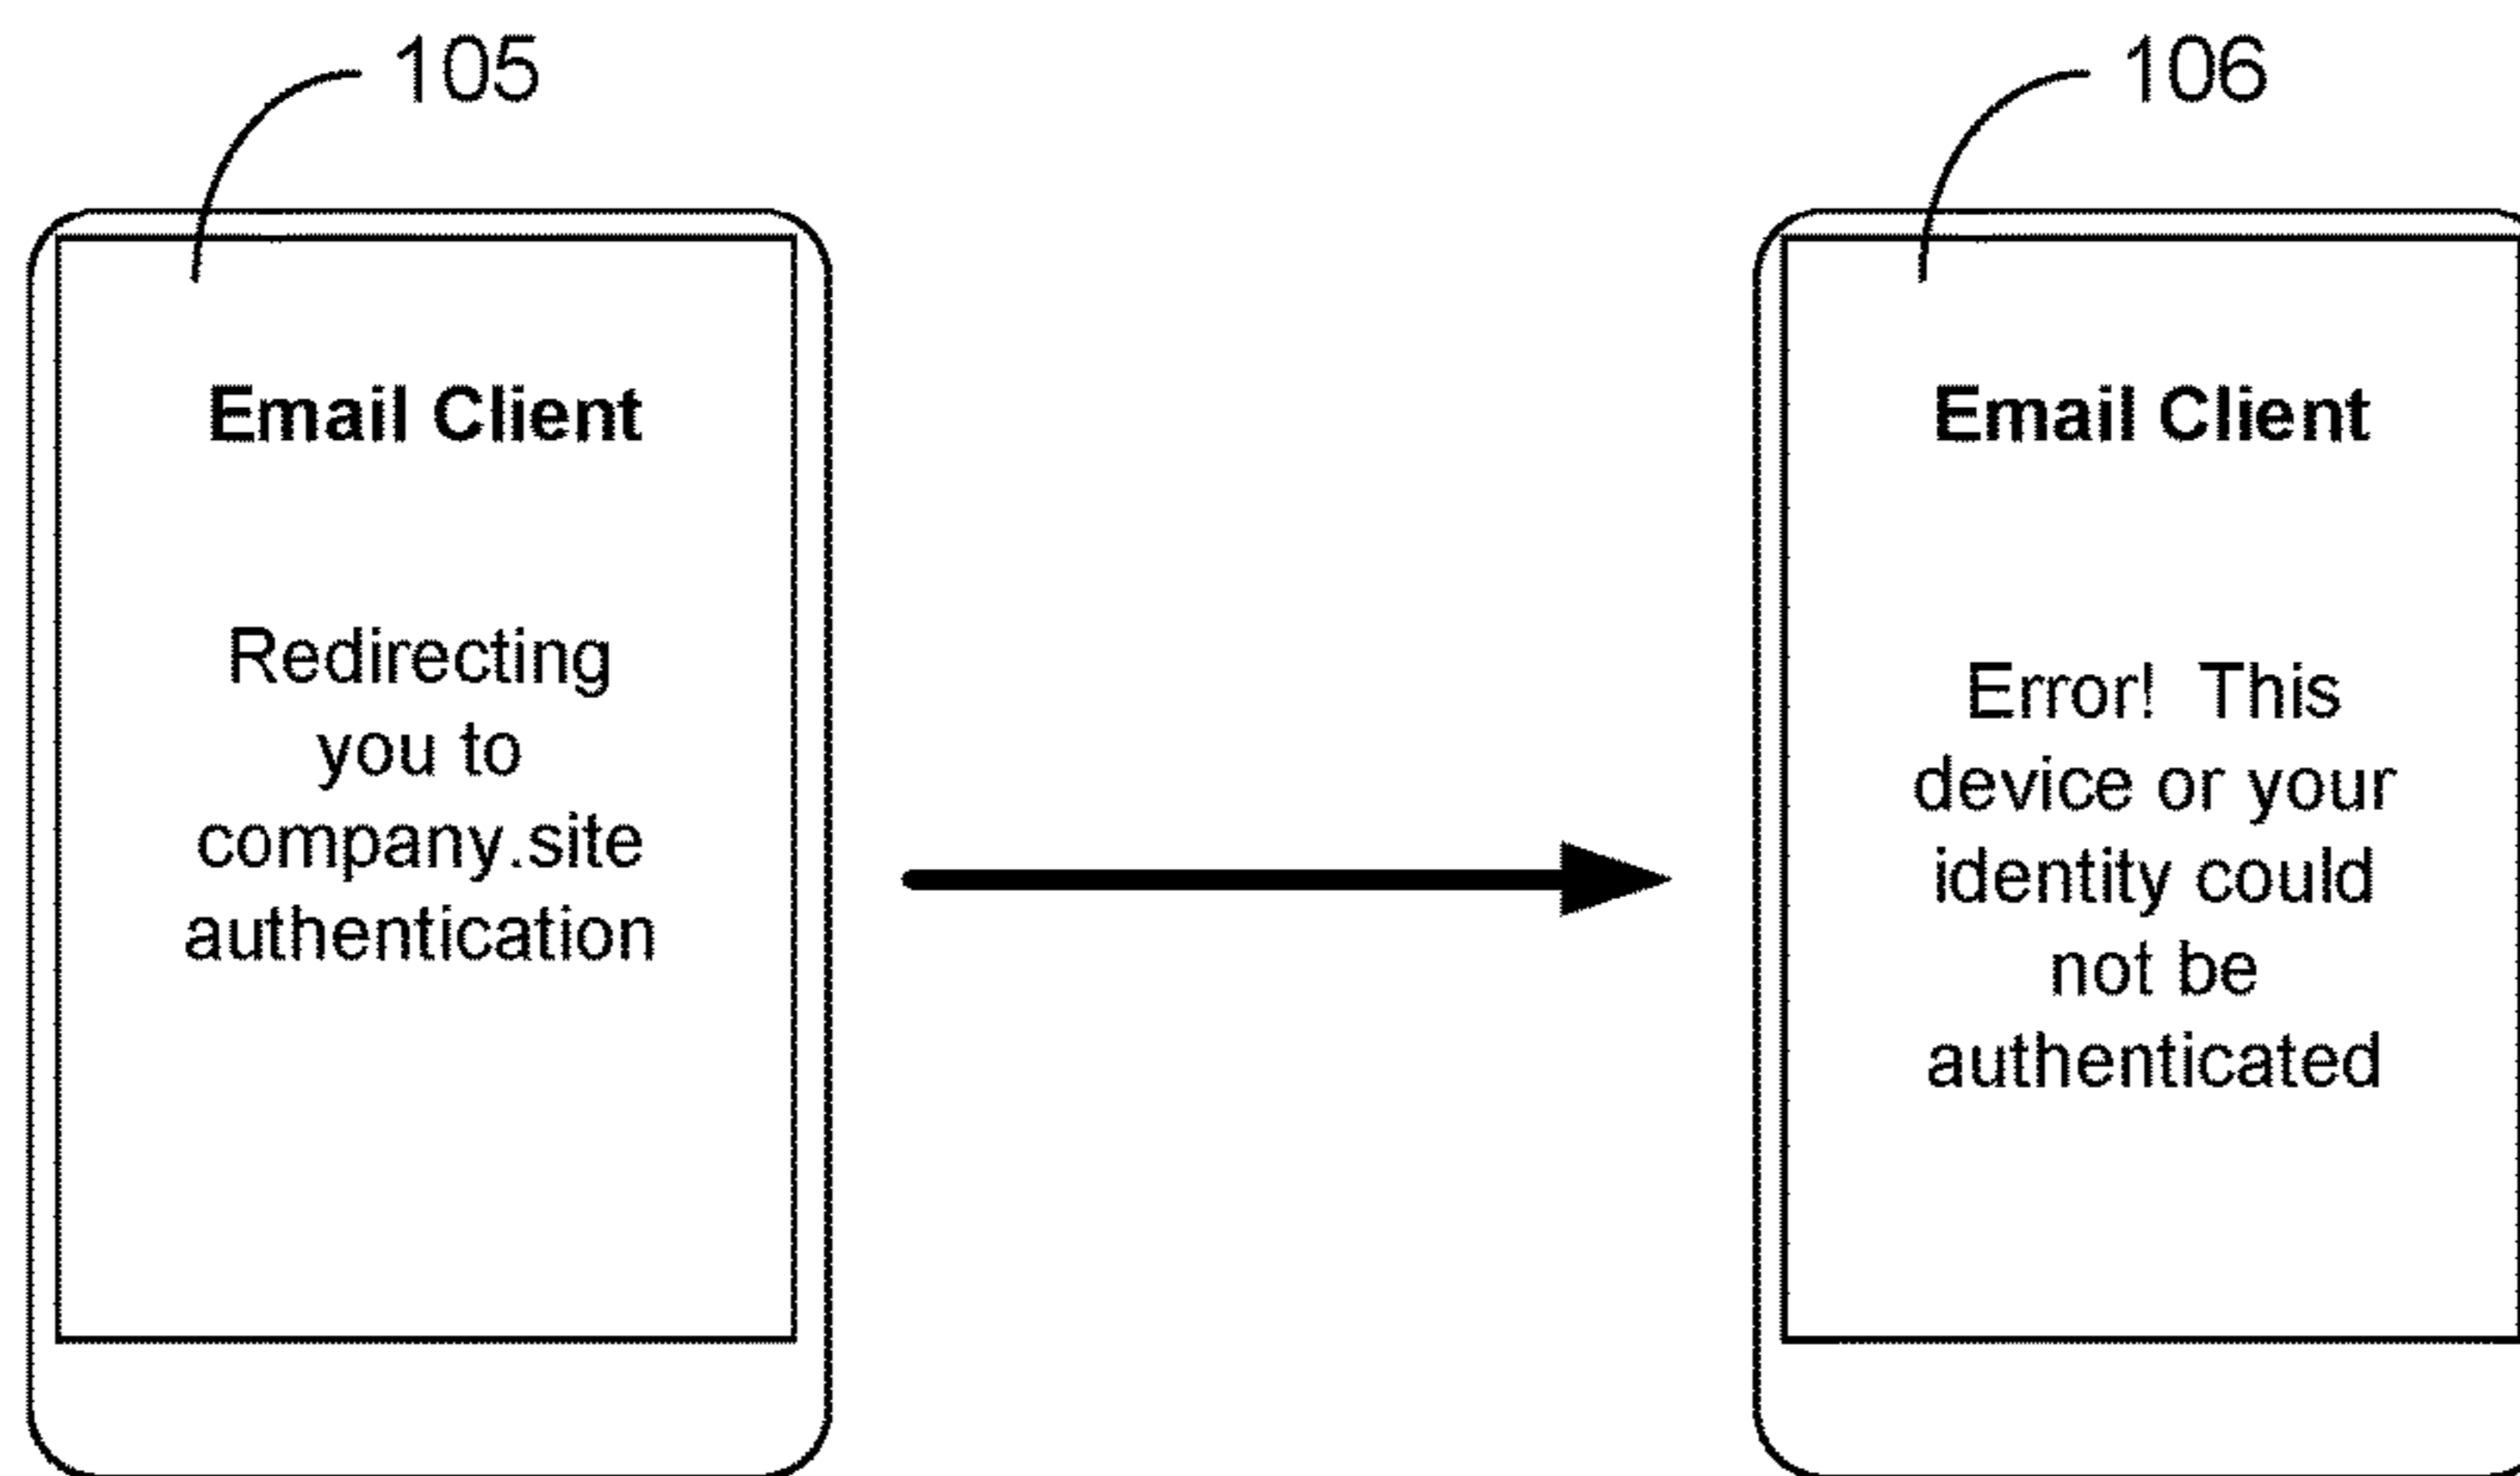 105
Email Client
Redirecting
you to
company.site
authentication
106
Email Client
Error!  This
device or your
identity could
not be
authenticated